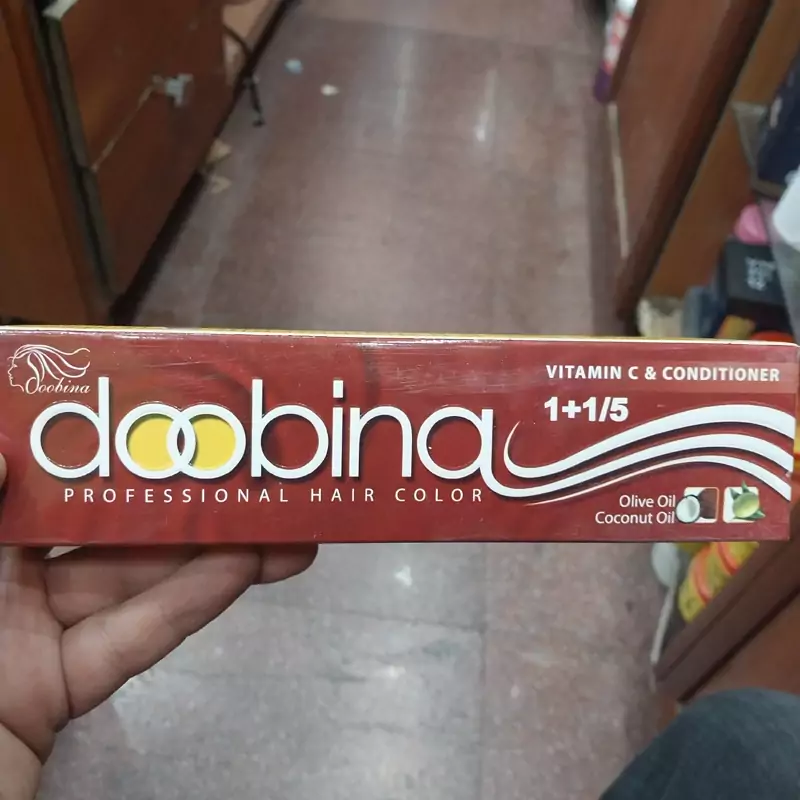 Doobina
doobina
PROFESSIONAL HAIR COLOR
VITAMIN C & CONDITIONER
1+1/5
Olive Oil
Coconut Oil